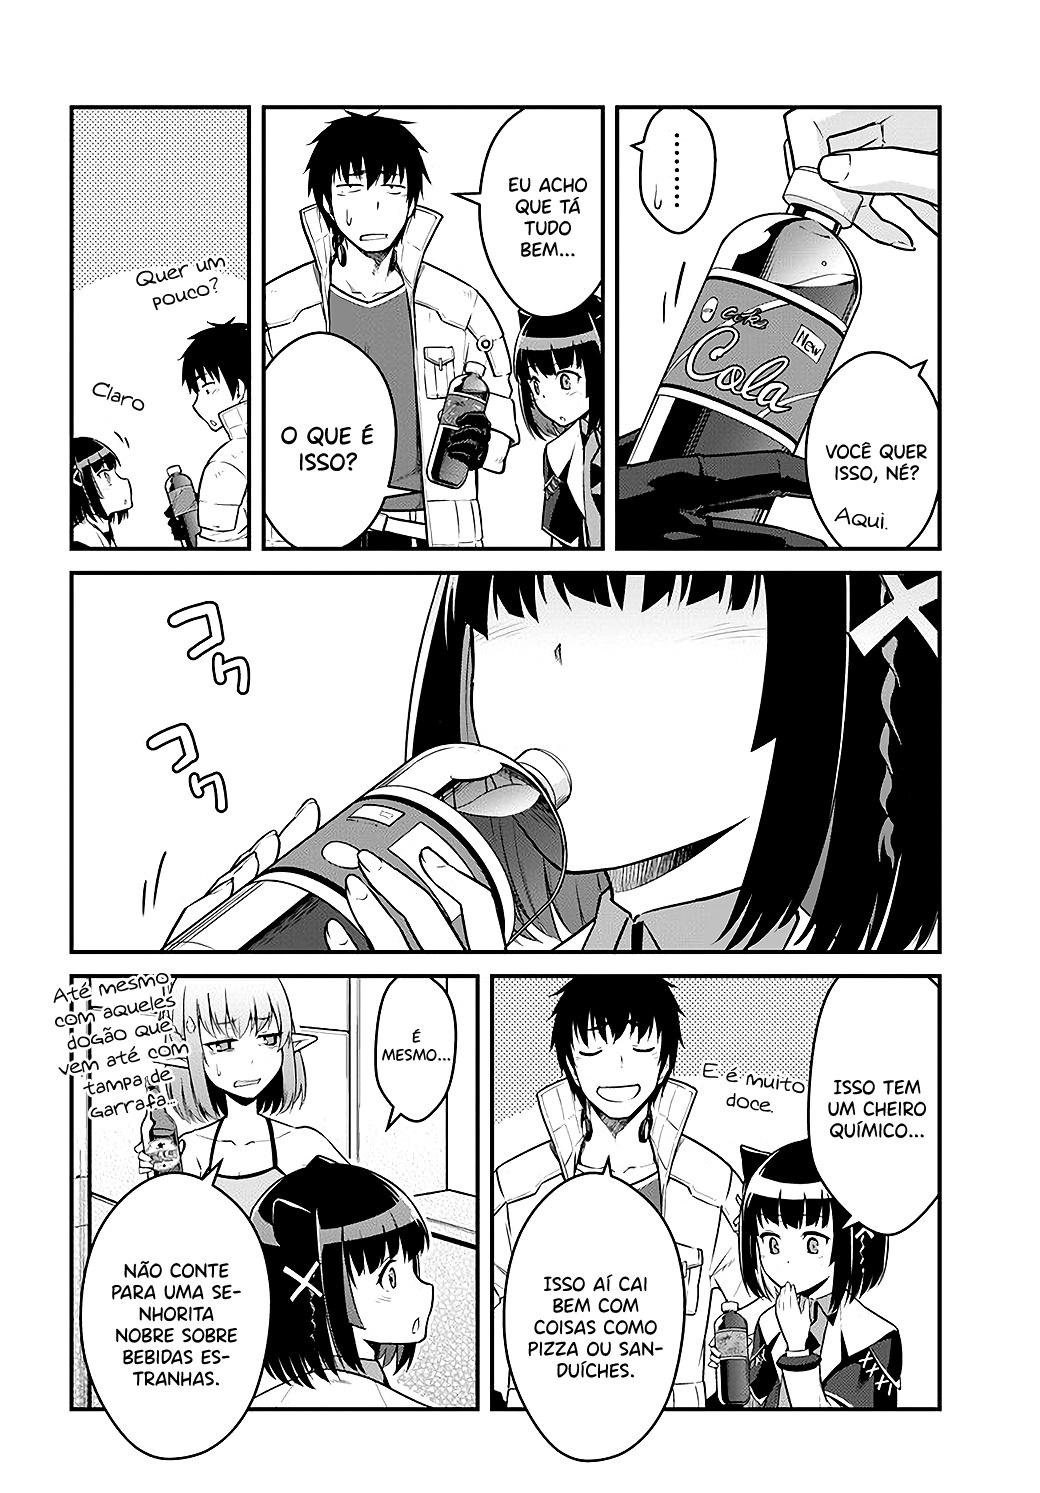 ........
Coke
Cola
New
VOCÊ QUER
ISSO, NÉ?
Aqui.
EU ACHO
QUE TÁ
TUDO
BEM...
O QUE É
ISSO?
Quer um
pouco?
Claro
コク
コク
ISSO TEM
UM CHEIRO
QUÍMICO...
E é muito
doce.
ISSO AÍ CAI
BEM COM
COISAS COMO
PIZZA OU SAN-
DUÍCHES.
É
MESMO...
Até mesmo
com aqueles
dogão que
vem até com
tampa de
garrafa...
NÃO CONTE
PARA UMA SE-
NHORITA
NOBRE SOBRE
BEBIDAS ES-
TRANHAS.